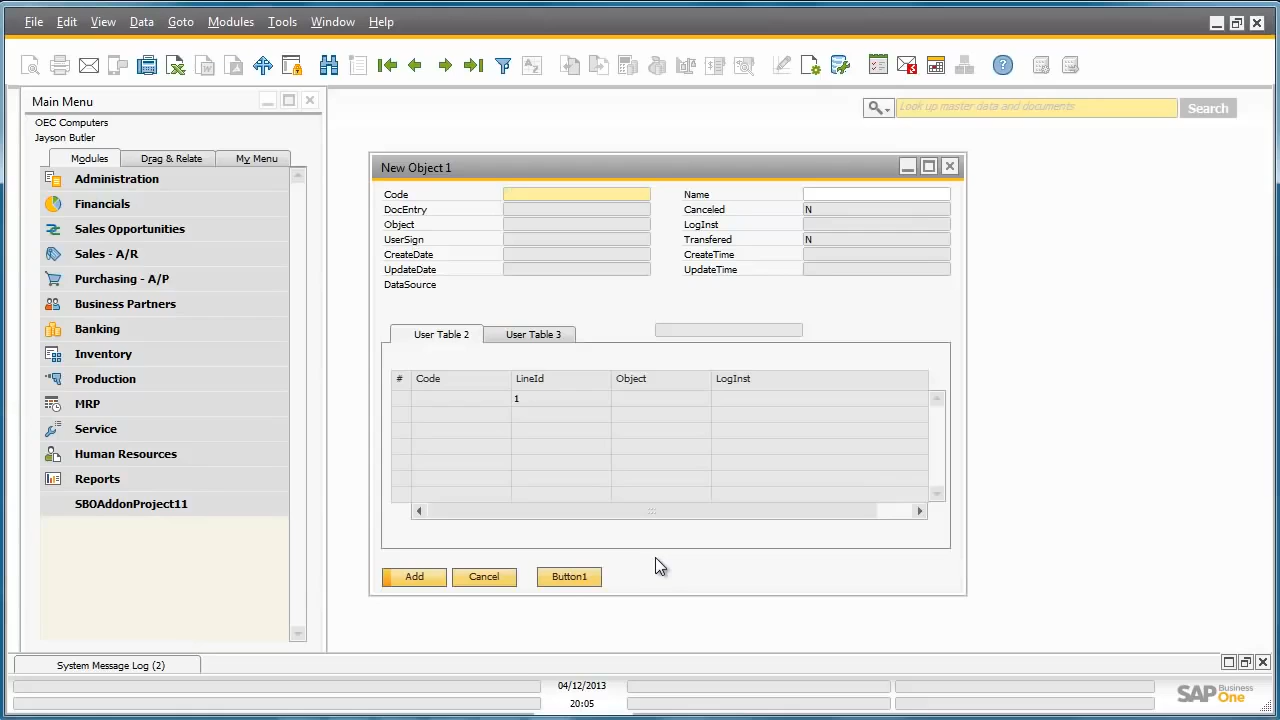 File Edit View Data Goto Modules Tools Window Help
Look up master data and documents
Search
Main Menu
OEC Computers
Jayson Butler
Modules Drag & Relate My Menu
Administration
Financials
Sales Opportunities
Sales - A/R
Purchasing - A/P
Business Partners
Banking
Inventory
Production
MRP
Service
Human Resources
Reports
SBOAddonProject11
New Object1
Code Name
DocEntry Canceled N
Object LogInst
UserSign Transfered N
CreateDate CreateTime
UpdateDate UpdateTime
DataSource
User Table 2 User Table 3
# Code LineId Object LogInst
1
Add Cancel Button1
System Message Log (2)
04/12/2013
20:05
SAP Business One